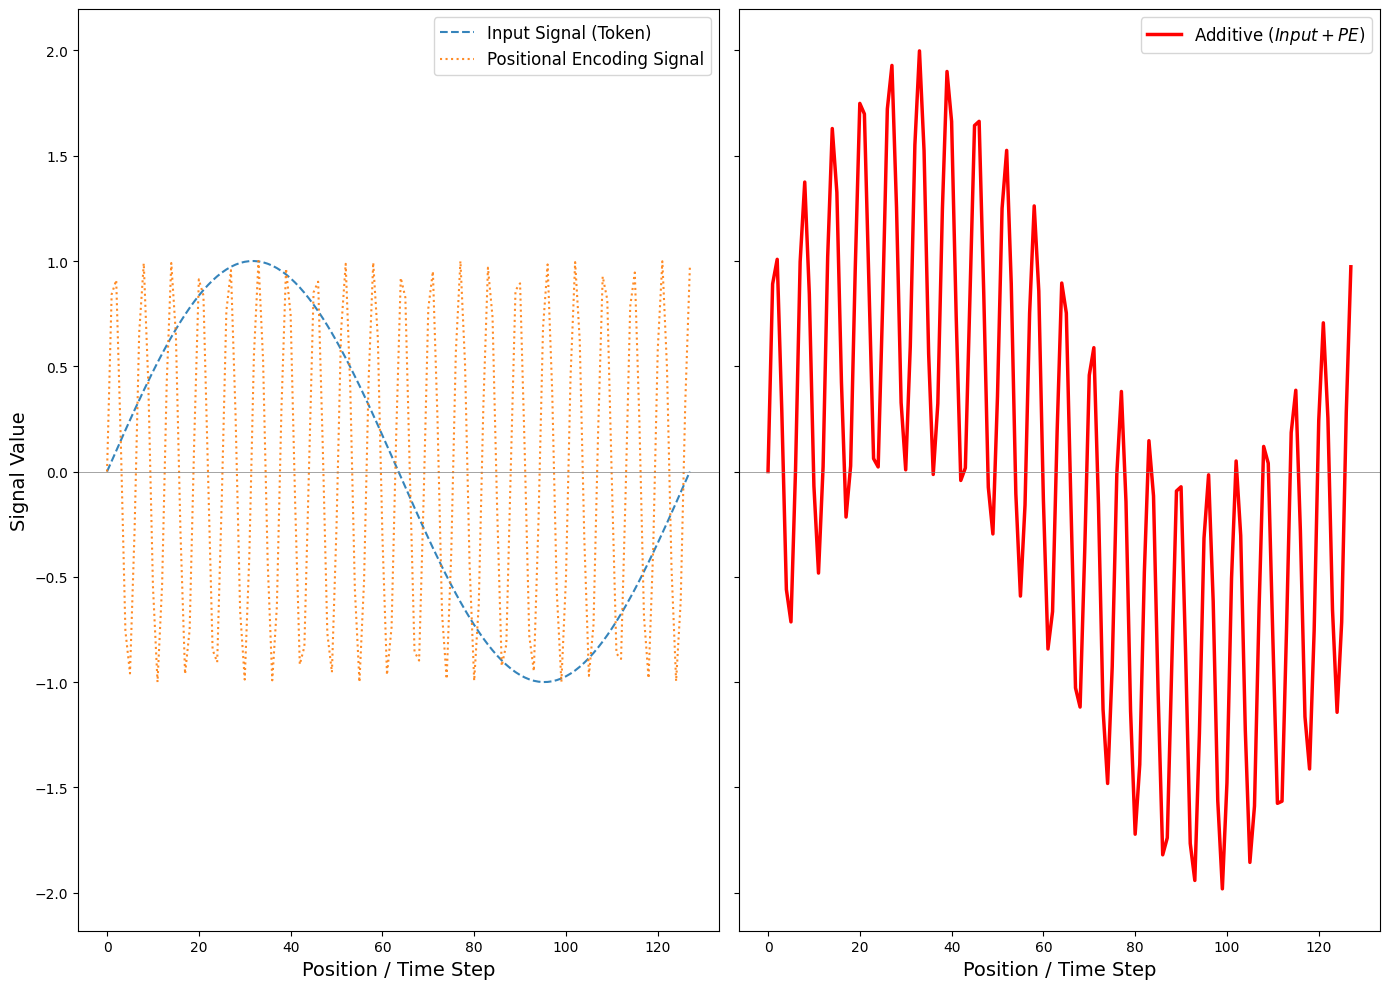 Input Signal (Token)
Positional Encoding Signal
Additive (Input + PE)
Signal Value
2.0
1.5
1.0
0.5
0.0
−0.5
−1.0
−1.5
−2.0
0 20 40 60 80 100 120
0 20 40 60 80 100 120
Position / Time Step
Position / Time Step